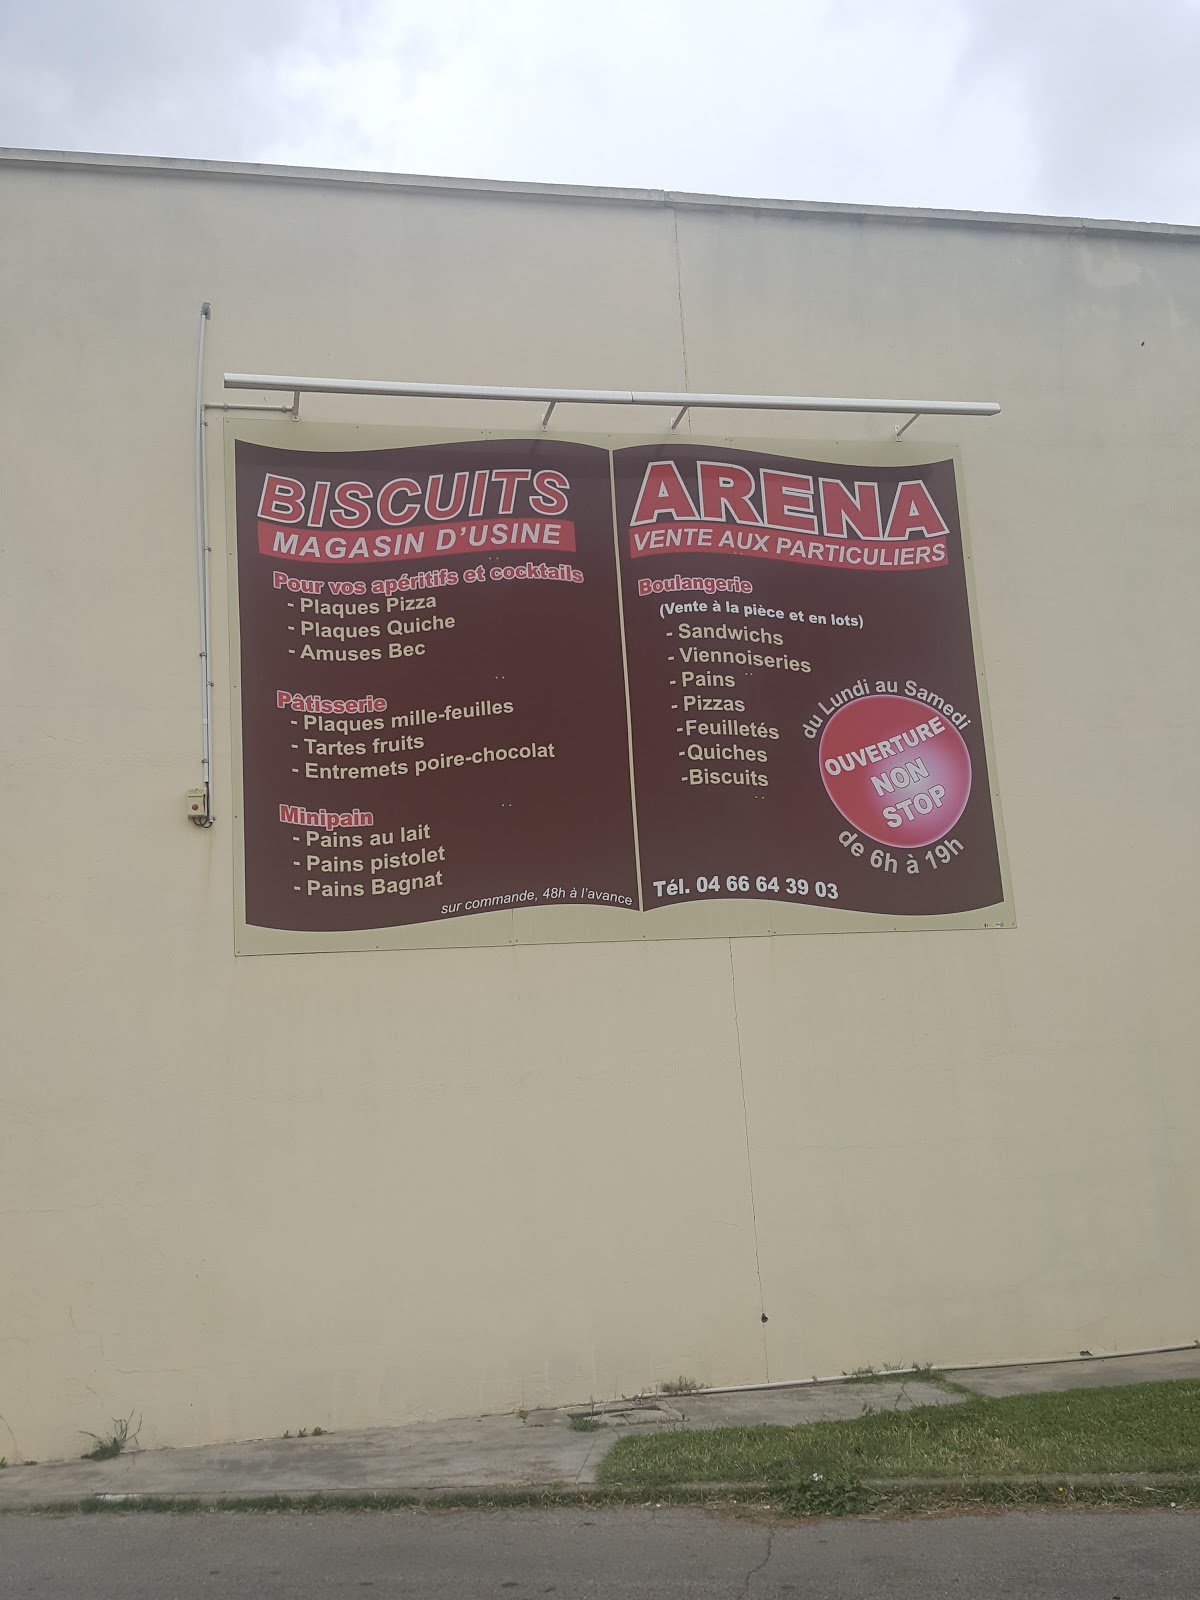 BISCUITS
MAGASIN D'USINE
Pour vos apéritifs et cocktails
- Plaques Pizza
- Plaques Quiche
- Amuses Bec
Pâtisserie
- Plaques mille-feuilles
- Tartes fruits
- Entremets poire-chocolat
Minipain
- Pains au lait
- Pains pistolet
- Pains Bagnat
sur commande, 48h à l'avance
ARENA
VENTE AUX PARTICULIERS
Boulangerie
(Vente à la pièce et en lots)
- Sandwichs
- Viennoiseries
- Pains
- Pizzas
-Feuilletés
-Quiches
-Biscuits
du Lundi au Samedi
OUVERTURE
NON
STOP
de 6h à 19h
Tél. 04 66 64 39 03